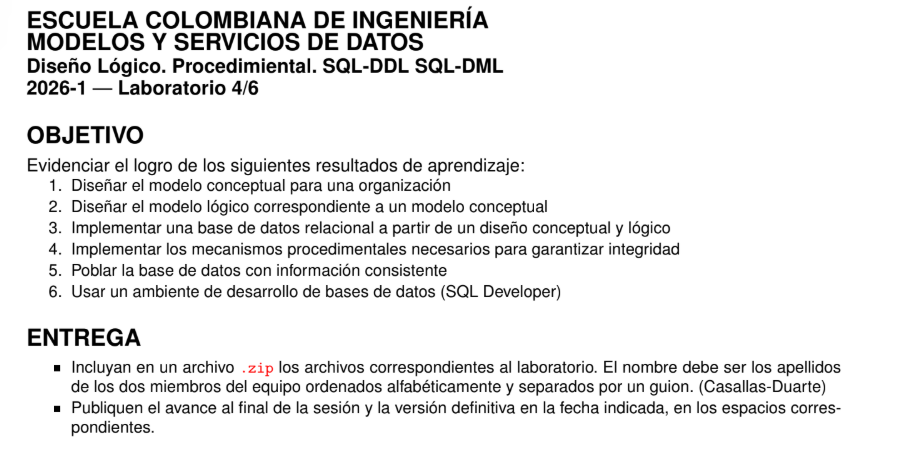 ESCUELA COLOMBIANA DE INGENIERÍA
MODELOS Y SERVICIOS DE DATOS
Diseño Lógico. Procedimiental. SQL-DDL SQL-DML
2026-1 — Laboratorio 4/6
OBJETIVO
Evidenciar el logro de los siguientes resultados de aprendizaje:
1. Diseñar el modelo conceptual para una organización
2. Diseñar el modelo lógico correspondiente a un modelo conceptual
3. Implementar una base de datos relacional a partir de un diseño conceptual y lógico
4. Implementar los mecanismos procedimentales necesarios para garantizar integridad
5. Poblar la base de datos con información consistente
6. Usar un ambiente de desarrollo de bases de datos (SQL Developer)
ENTREGA
▪ Incluyan en un archivo .zip los archivos correspondientes al laboratorio. El nombre debe ser los apellidos
de los dos miembros del equipo ordenados alfabéticamente y separados por un guion. (Casallas-Duarte)
▪ Publiquen el avance al final de la sesión y la versión definitiva en la fecha indicada, en los espacios corres-
pondientes.